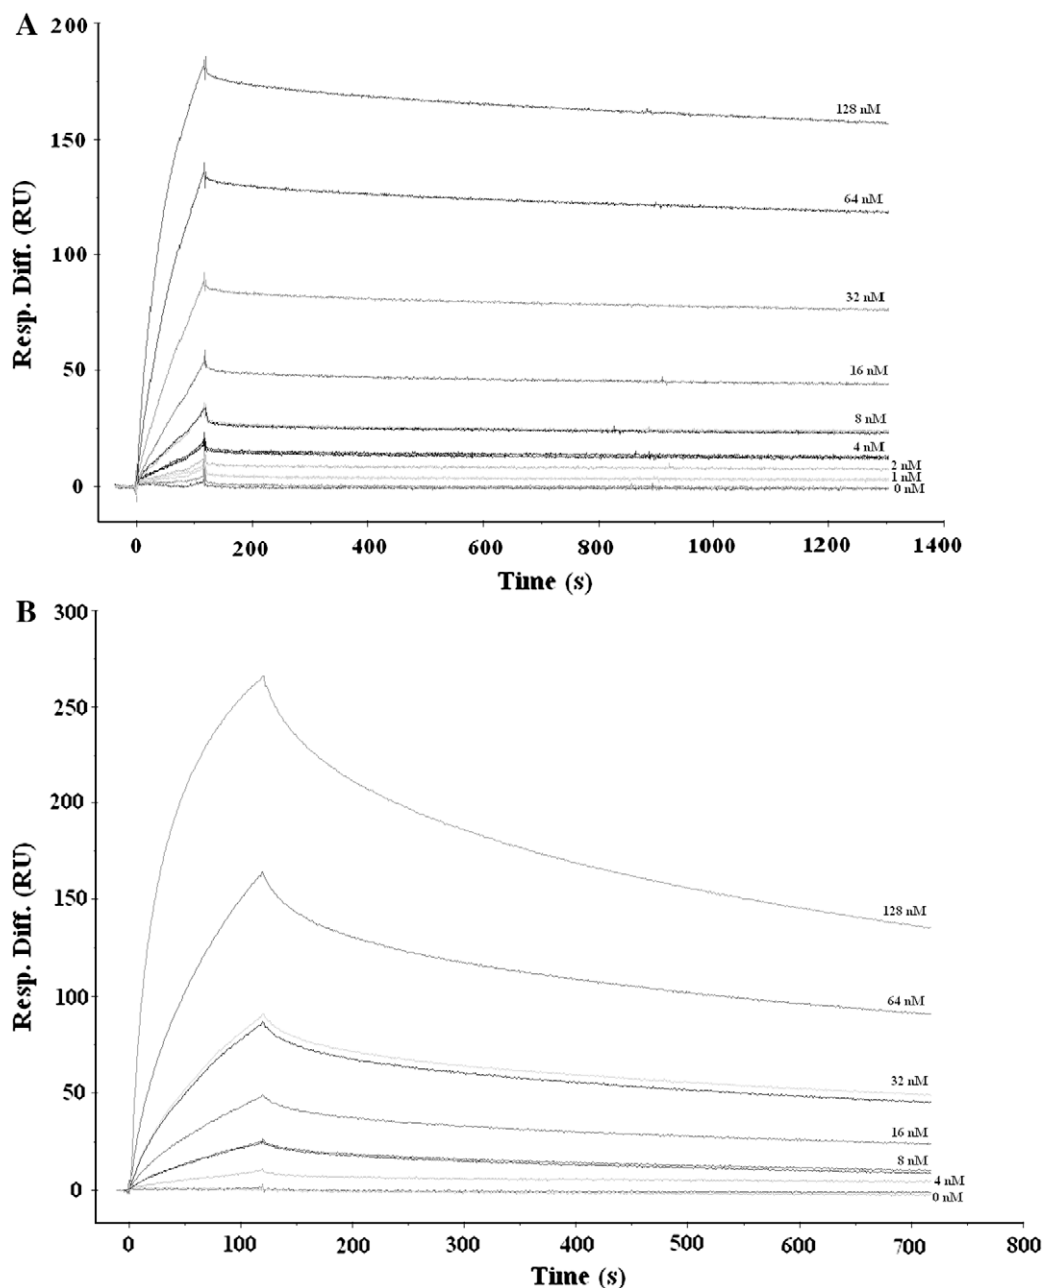 A
200
150
100
50
0
Resp. Diff. (RU)
128 nM
64 nM
32 nM
16 nM
8 nM
4 nM
2 nM
1 nM
0 nM
0 200 400 600 800 1000 1200 1400
Time (s)
B
300
250
200
150
100
50
0
Resp. Diff. (RU)
128 nM
64 nM
32 nM
16 nM
8 nM
4 nM
0 nM
0 100 200 300 400 500 600 700 800
Time (s)